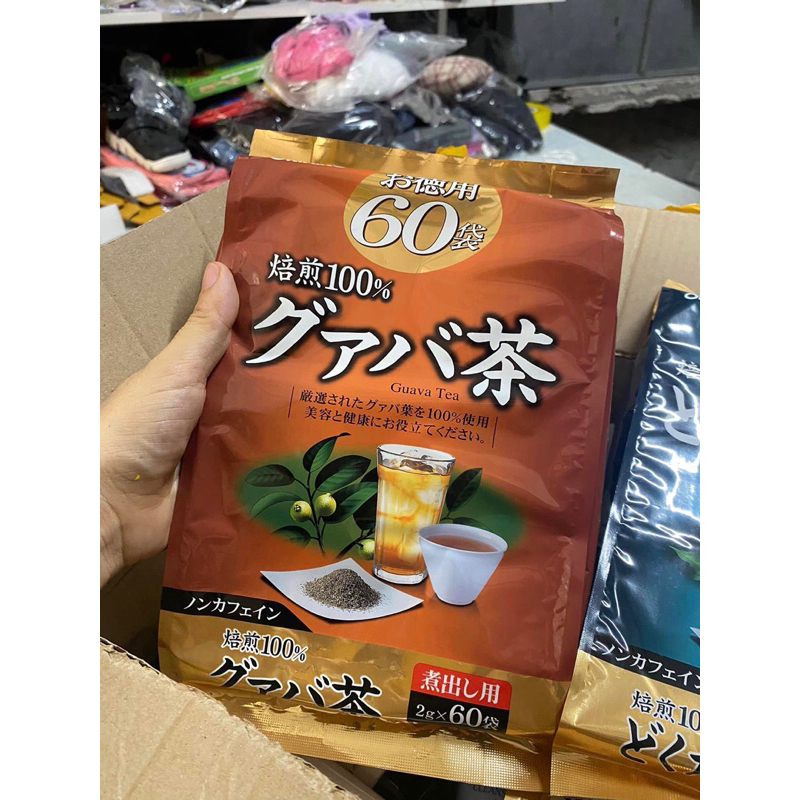 お徳用
60袋
焙煎100%
グァバ茶
Guava Tea
厳選されたグァバ葉を100%使用
美容と健康にお役立てください。
ノンカフェイン
焙煎100%
グァバ茶
煮出し用
2g×60袋
ノンカフェイン
焙煎100
どく